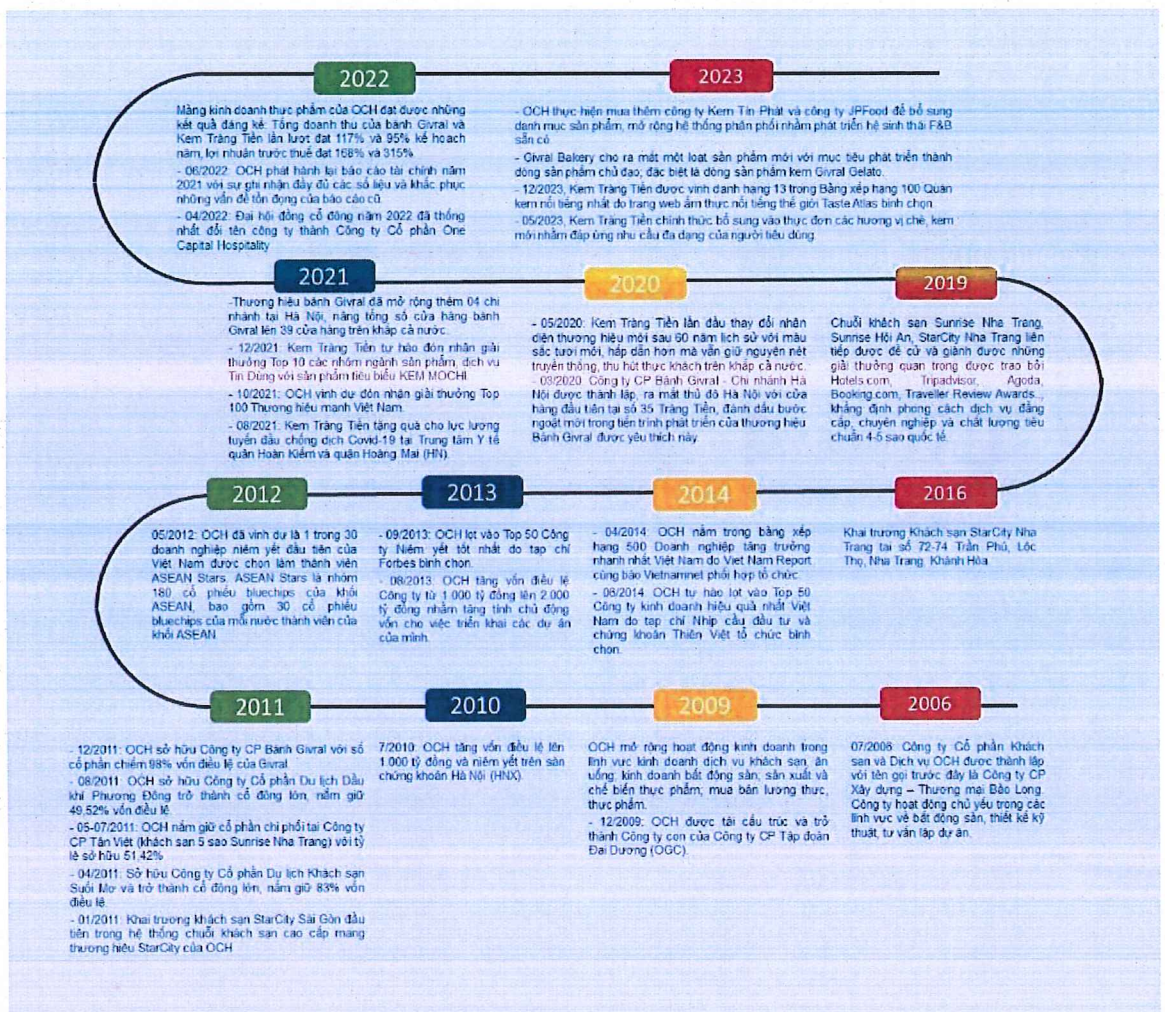 2022
Mảng kinh doanh thực phẩm của OCH đạt được những
kết quả đáng kể: Tổng doanh thu của bánh Givral và
Kem Tràng Tiền lần lượt đạt 117% và 95% kế hoạch
năm, lợi nhuận trước thuế đạt 168% và 315%.
- 06/2022: OCH phát hành lại báo cáo tài chính năm
2021 với sự ghi nhận đầy đủ các số liệu và khắc phục
những vấn đề tồn đọng của báo cáo cũ.
- 04/2022: Đại hội đồng cổ đông năm 2022 đã thống
nhất đổi tên công ty thành Công ty Cổ phần One
Capital Hospitality
2023
- OCH thực hiện mua thêm công ty Kem Tín Phát và công ty JPFood để bổ sung
danh mục sản phẩm, mở rộng hệ thống phân phối nhằm phát triển hệ sinh thái F&B
sẵn có.
- Givral Bakery cho ra mắt một loạt sản phẩm mới với mục tiêu phát triển thành
dòng sản phẩm chủ đạo, đặc biệt là dòng sản phẩm kem Givral Gelato.
- 12/2023, Kem Tràng Tiền được vinh danh hạng 13 trong Bảng xếp hạng 100 Quán
kem nổi tiếng nhất do trang web ẩm thực nổi tiếng thế giới Taste Atlas bình chọn.
- 05/2023, Kem Tràng Tiền chính thức bổ sung vào thực đơn các hương vị chè, kem
mới nhằm đáp ứng nhu cầu đa dạng của người tiêu dùng.
2021
-Thương hiệu bánh Givral đã mở rộng thêm 04 chi
nhánh tại Hà Nội, nâng tổng số cửa hàng bánh
Givral lên 39 cửa hàng trên khắp cả nước.
- 12/2021: Kem Tràng Tiền tự hào đón nhận giải
thưởng Top 10 các nhóm ngành sản phẩm, dịch vụ
Tin Dùng với sản phẩm tiêu biểu KEM MOCHI.
- 10/2021: OCH vinh dự đón nhận giải thưởng Top
100 Thương hiệu mạnh Việt Nam.
- 08/2021: Kem Tràng Tiền tặng quà cho lực lượng
tuyến đầu chống dịch Covid-19 tại Trung tâm Y tế
quận Hoàn Kiếm và quận Hoàng Mai (HN).
2020
- 05/2020: Kem Tràng Tiền lần đầu thay đổi nhận
diện thương hiệu mới sau 60 năm lịch sử với màu
sắc tươi mới, hấp dẫn hơn mà vẫn giữ nguyên nét
truyền thống, thu hút thực khách trên khắp cả nước.
- 03/2020: Công ty CP Bánh Givral - Chi nhánh Hà
Nội được thành lập, ra mắt thủ đô Hà Nội với cửa
hàng đầu tiên tại số 35 Tràng Tiền, đánh dấu bước
ngoặt mới trong tiến trình phát triển của thương hiệu
Bánh Givral được yêu thích này.
2019
Chuỗi khách sạn Sunrise Nha Trang,
Sunrise Hội An, StarCity Nha Trang liên
tiếp được đề cử và giành được những
giải thưởng quan trọng được trao bởi
Hotels.com, Tripadvisor, Agoda,
Booking.com, Traveller Review Awards...,
khẳng định phong cách dịch vụ đẳng
cấp, chuyên nghiệp và chất lượng tiêu
chuẩn 4-5 sao quốc tế.
2012
05/2012: OCH đã vinh dự là 1 trong 30
doanh nghiệp niêm yết đầu tiên của
Việt Nam được chọn làm thành viên
ASEAN Stars. ASEAN Stars là nhóm
180 cổ phiếu bluechips của khối
ASEAN, bao gồm 30 cổ phiếu
bluechips của mỗi nước thành viên của
khối ASEAN
2013
- 09/2013: OCH lọt vào Top 50 Công
ty Niêm yết tốt nhất do tạp chí
Forbes bình chọn.
- 08/2013: OCH tăng vốn điều lệ
Công ty từ 1.000 tỷ đồng lên 2.000
tỷ đồng nhằm tăng tính chủ động
vốn cho việc triển khai các dự án
của mình.
2014
- 04/2014: OCH nằm trong bảng xếp
hạng 500 Doanh nghiệp tăng trưởng
nhanh nhất Việt Nam do Viet Nam Report
cùng báo Vietnamnet phối hợp tổ chức.
- 06/2014: OCH tự hào lọt vào Top 50
Công ty kinh doanh hiệu quả nhất Việt
Nam do tạp chí Nhịp cầu đầu tư và
chứng khoán Thiên Việt tổ chức bình
chọn.
2016
Khai trương Khách sạn StarCity Nha
Trang tại số 72-74 Trần Phú, Lộc
Thọ, Nha Trang, Khánh Hòa
2011
- 12/2011: OCH sở hữu Công ty CP Bánh Givral với số
cổ phần chiếm 98% vốn điều lệ của Givral.
- 08/2011: OCH sở hữu Công ty Cổ phần Du lịch Dầu
khí Phương Đông trở thành cổ đông lớn, nắm giữ
49,52% vốn điều lệ.
- 05-07/2011: OCH nắm giữ cổ phần chi phối tại Công ty
CP Tân Việt (khách sạn 5 sao Sunrise Nha Trang) với tỷ
lệ sở hữu 51,42%
- 04/2011: Sở hữu Công ty Cổ phần Du lịch Khách sạn
Suối Mơ và trở thành cổ đông lớn, nắm giữ 83% vốn
điều lệ.
- 01/2011: Khai trương khách sạn StarCity Sài Gòn đầu
tiên trong hệ thống chuỗi khách sạn cao cấp mang
thương hiệu StarCity của OCH
2010
7/2010: OCH tăng vốn điều lệ lên
1.000 tỷ đồng và niêm yết trên sàn
chứng khoán Hà Nội (HNX).
2009
OCH mở rộng hoạt động kinh doanh trong
lĩnh vực kinh doanh dịch vụ khách sạn, ăn
uống, kinh doanh bất động sản; sản xuất và
chế biến thực phẩm; mua bán lương thực,
thực phẩm.
- 12/2009: OCH được tái cấu trúc và trở
thành Công ty con của Công ty CP Tập đoàn
Đại Dương (OGC).
2006
07/2006: Công ty Cổ phần Khách
sạn và Dịch vụ OCH được thành lập
với tên gọi trước đây là Công ty CP
Xây dựng – Thương mại Bảo Long.
Công ty hoạt động chủ yếu trong các
lĩnh vực về bất động sản, thiết kế kỹ
thuật, tư vấn lập dự án.